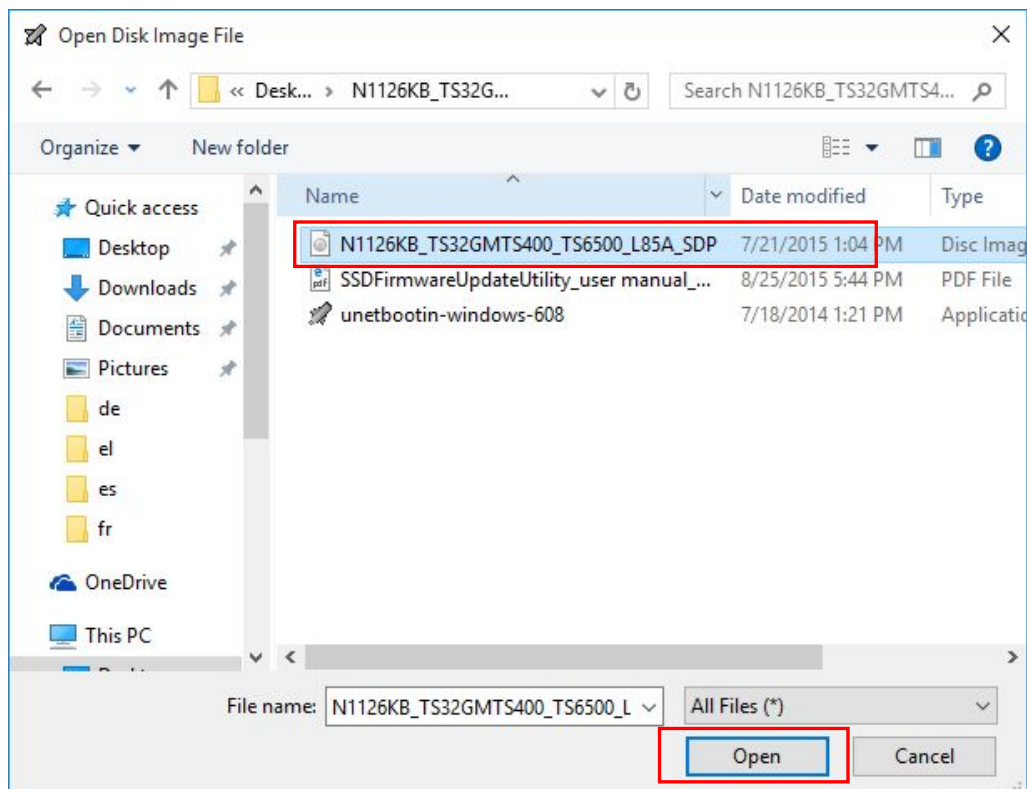 Open Disk Image File
« Desk... › N1126KB_TS32G... Search N1126KB_TS32GMTS4...
Organize New folder ?
Name Date modified Type
Quick access
Desktop
Downloads
Documents
Pictures
de
el
es
fr
OneDrive
This PC
N1126KB_TS32GMTS400_TS6500_L85A_SDP 7/21/2015 1:04 PM Disc Imag
SSDFirmwareUpdateUtility_user manual_... 8/25/2015 5:44 PM PDF File
unetbootin-windows-608 7/18/2014 1:21 PM Applicatio
File name: N1126KB_TS32GMTS400_TS6500_L All Files (*)
Open Cancel